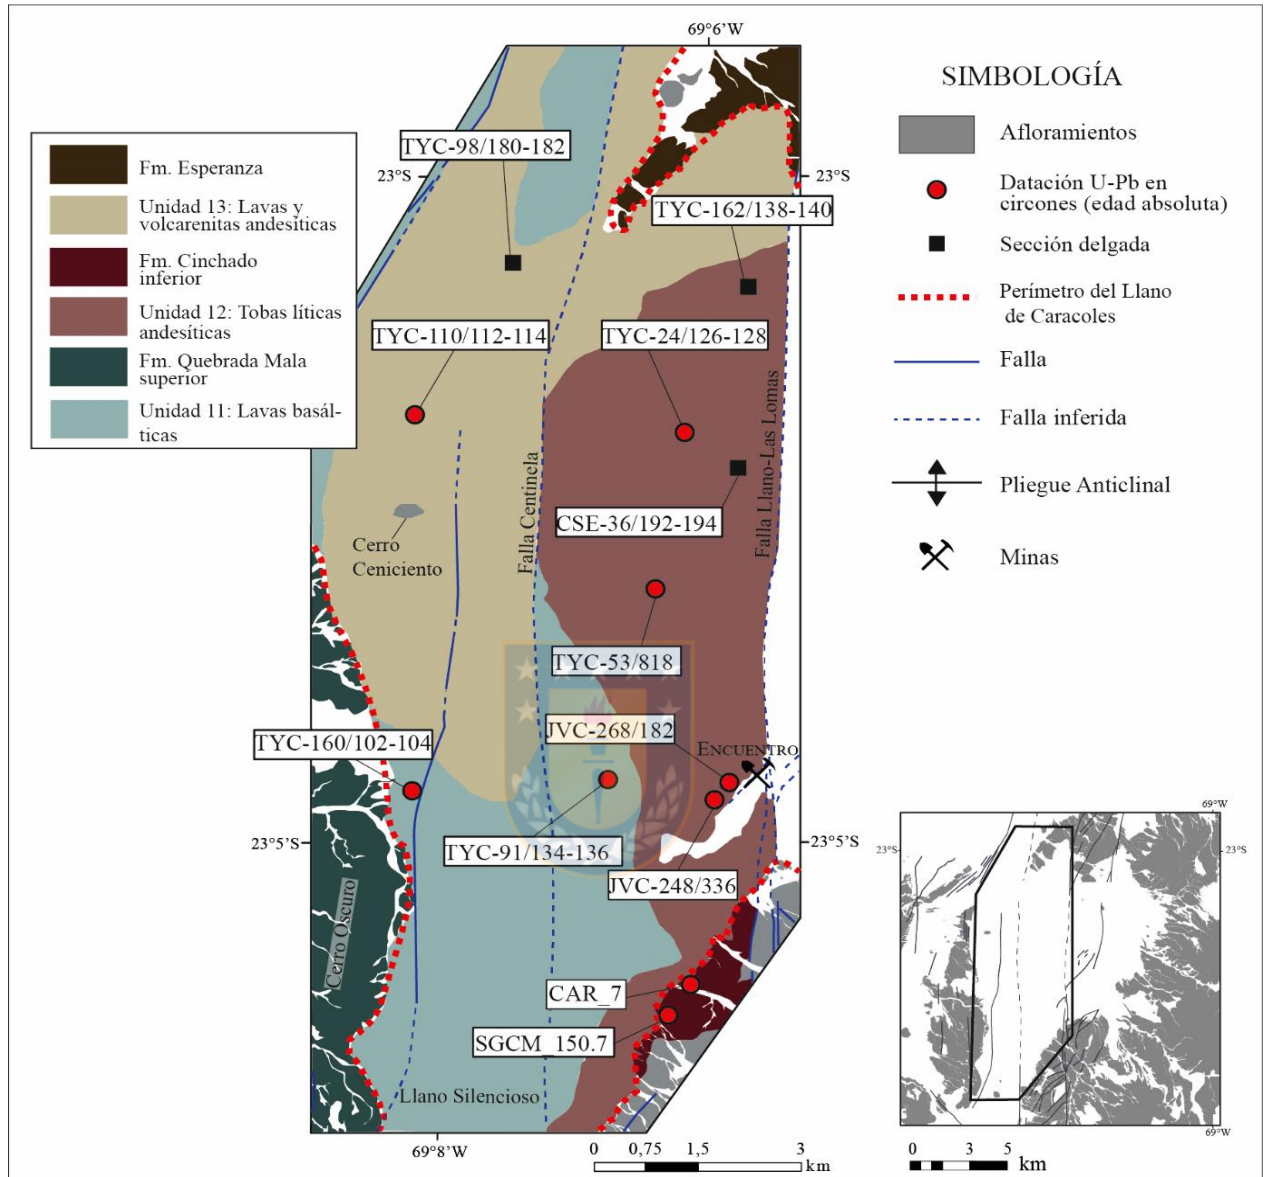 69°6’W
SIMBOLOGÍA
Afloramientos
Datación U-Pb en
circones (edad absoluta)
Sección delgada
Perímetro del Llano
de Caracoles
Falla
Falla inferida
Pliegue Anticlinal
Minas
Fm. Esperanza
Unidad 13: Lavas y
volcarenitas andesíticas
Fm. Cinchado
inferior
Unidad 12: Tobas líticas
andesíticas
Fm. Quebrada Mala
superior
Unidad 11: Lavas basál-
ticas
TYC-98/180-182
23°S
23°S
TYC-162/138-140
TYC-110/112-114
TYC-24/126-128
Falla Centinela
Falla Llano-Las Lomas
CSE-36/192-194
Cerro
Ceniciento
TYC-53/818
JVC-268/182
TYC-160/102-104
ENCUENTRO
TYC-91/134-136
23°5’S
23°5’S
JVC-248/336
Cerro Oscuro
CAR_7
SGCM_150.7
Llano Silencioso
69°8’W
0 0,75 1,5 3
km
69°W
23°S
23°S
69°W
0 3 5
km